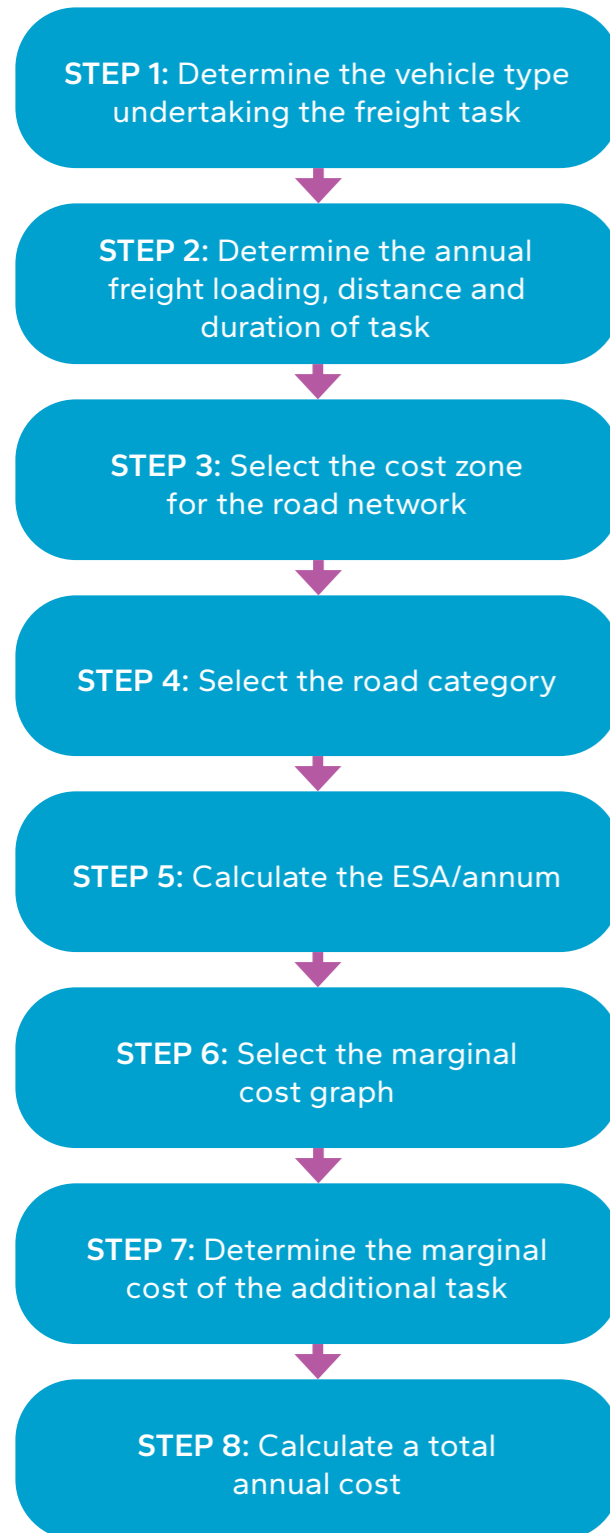 STEP 1: Determine the vehicle type
undertaking the freight task
STEP 2: Determine the annual
freight loading, distance and
duration of task
STEP 3: Select the cost zone
for the road network
STEP 4: Select the road category
STEP 5: Calculate the ESA/annum
STEP 6: Select the marginal
cost graph
STEP 7: Determine the marginal
cost of the additional task
STEP 8: Calculate a total
annual cost